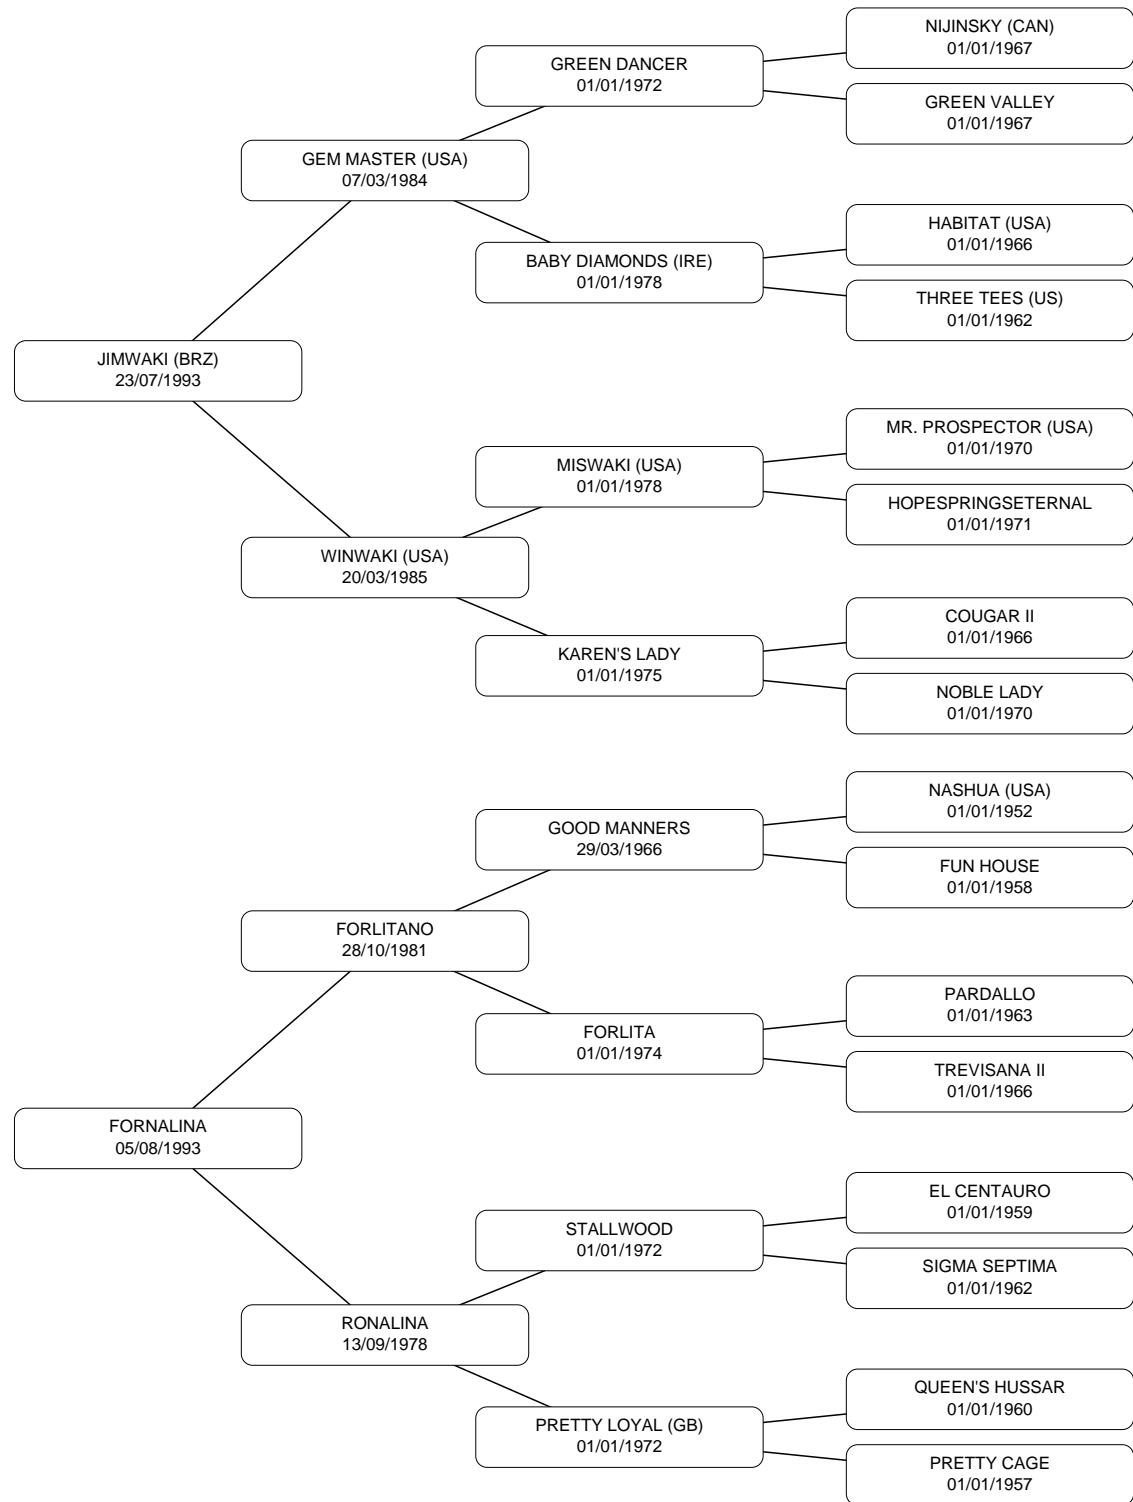 NIJINSKY (CAN)
01/01/1967
GREEN DANCER
01/01/1972
GREEN VALLEY
01/01/1967
GEM MASTER (USA)
07/03/1984
HABITAT (USA)
01/01/1966
BABY DIAMONDS (IRE)
01/01/1978
THREE TEES (US)
01/01/1962
JIMWAKI (BRZ)
23/07/1993
MR. PROSPECTOR (USA)
01/01/1970
MISWAKI (USA)
01/01/1978
HOPESPRINGSETERNAL
01/01/1971
WINWAKI (USA)
20/03/1985
COUGAR II
01/01/1966
KAREN'S LADY
01/01/1975
NOBLE LADY
01/01/1970
NASHUA (USA)
01/01/1952
GOOD MANNERS
29/03/1966
FUN HOUSE
01/01/1958
FORLITANO
28/10/1981
PARDALLO
01/01/1963
FORLITA
01/01/1974
TREVISANA II
01/01/1966
FORNALINA
05/08/1993
EL CENTAURO
01/01/1959
STALLWOOD
01/01/1972
SIGMA SEPTIMA
01/01/1962
RONALINA
13/09/1978
QUEEN'S HUSSAR
01/01/1960
PRETTY LOYAL (GB)
01/01/1972
PRETTY CAGE
01/01/1957